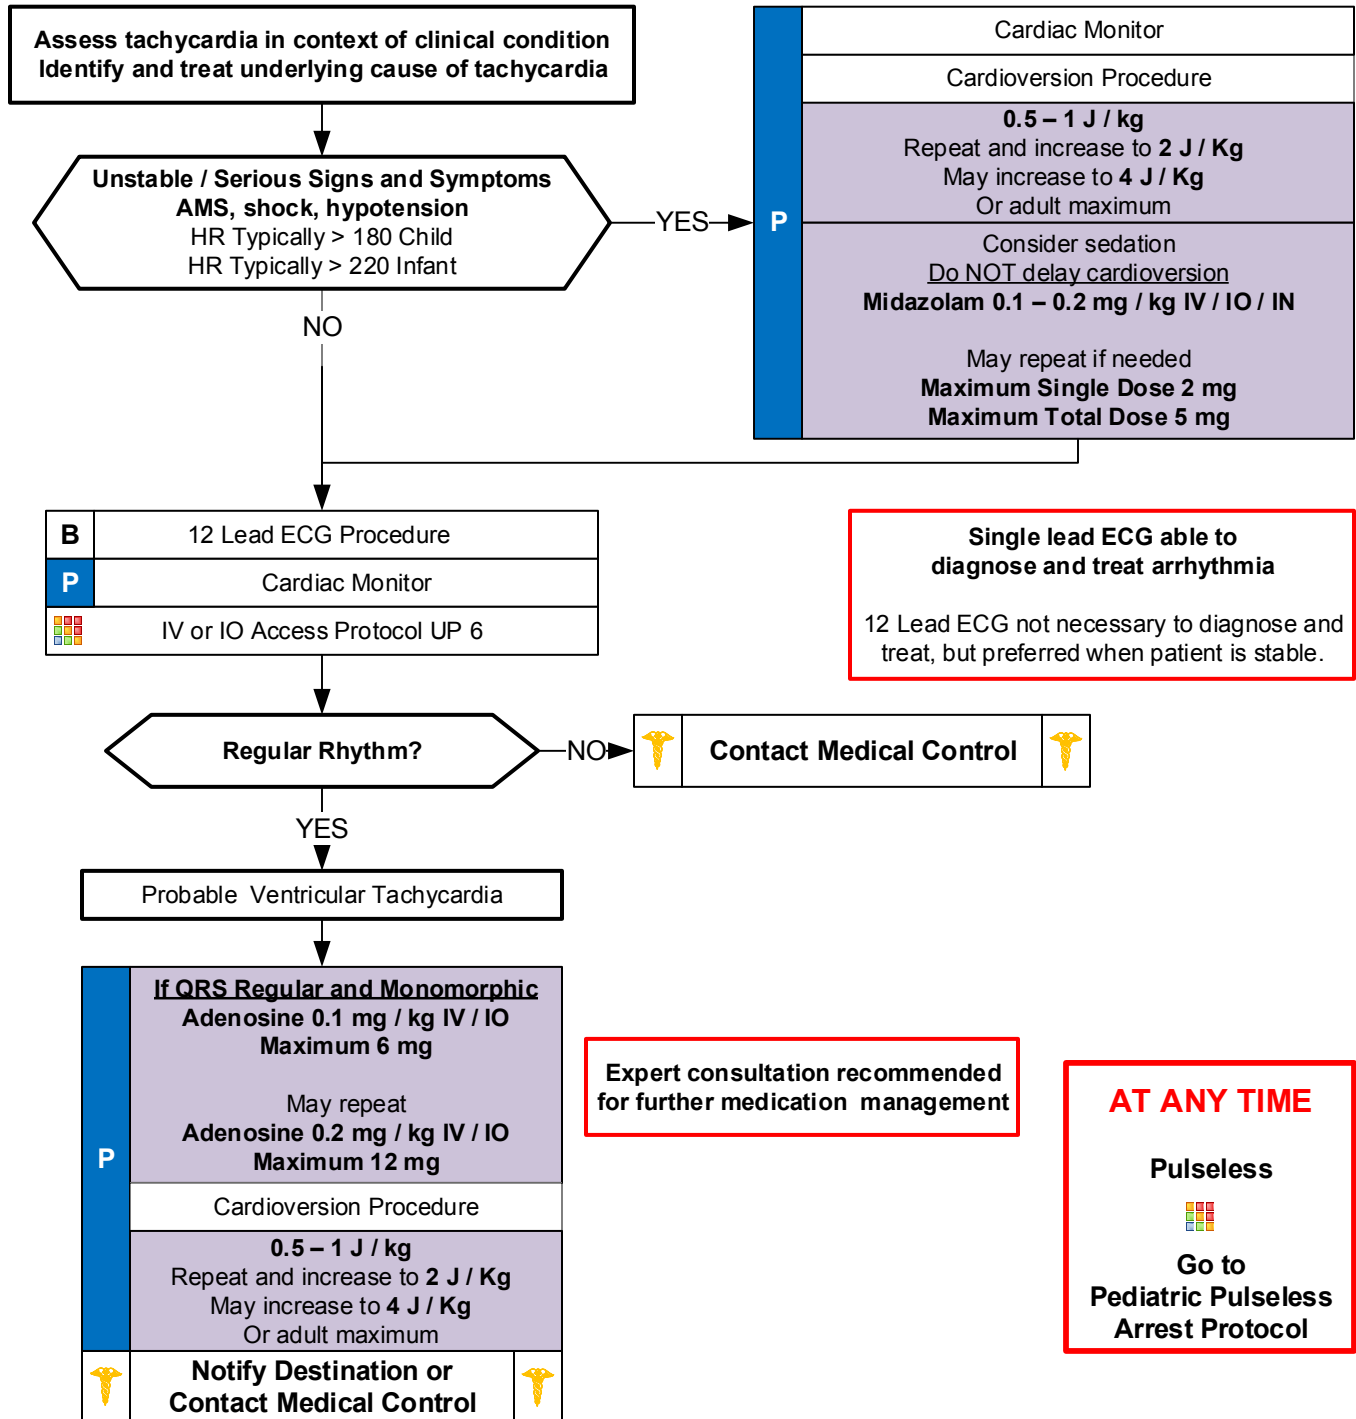 Assess tachycardia in context of clinical condition
Identify and treat underlying cause of tachycardia
Unstable / Serious Signs and Symptoms
AMS, shock, hypotension
HR Typically > 180 Child
HR Typically > 220 Infant
YES
NO
P
Cardiac Monitor
Cardioversion Procedure
0.5 – 1 J / kg
Repeat and increase to 2 J / Kg
May increase to 4 J / Kg
Or adult maximum
Consider sedation
Do NOT delay cardioversion
Midazolam 0.1 – 0.2 mg / kg IV / IO / IN
May repeat if needed
Maximum Single Dose 2 mg
Maximum Total Dose 5 mg
B
12 Lead ECG Procedure
P
Cardiac Monitor
IV or IO Access Protocol UP 6
Single lead ECG able to
diagnose and treat arrhythmia
12 Lead ECG not necessary to diagnose and
treat, but preferred when patient is stable.
Regular Rhythm?
NO
Contact Medical Control
YES
Probable Ventricular Tachycardia
P
If QRS Regular and Monomorphic
Adenosine 0.1 mg / kg IV / IO
Maximum 6 mg
May repeat
Adenosine 0.2 mg / kg IV / IO
Maximum 12 mg
Cardioversion Procedure
0.5 – 1 J / kg
Repeat and increase to 2 J / Kg
May increase to 4 J / Kg
Or adult maximum
Notify Destination or
Contact Medical Control
Expert consultation recommended
for further medication management
AT ANY TIME
Pulseless
Go to
Pediatric Pulseless
Arrest Protocol